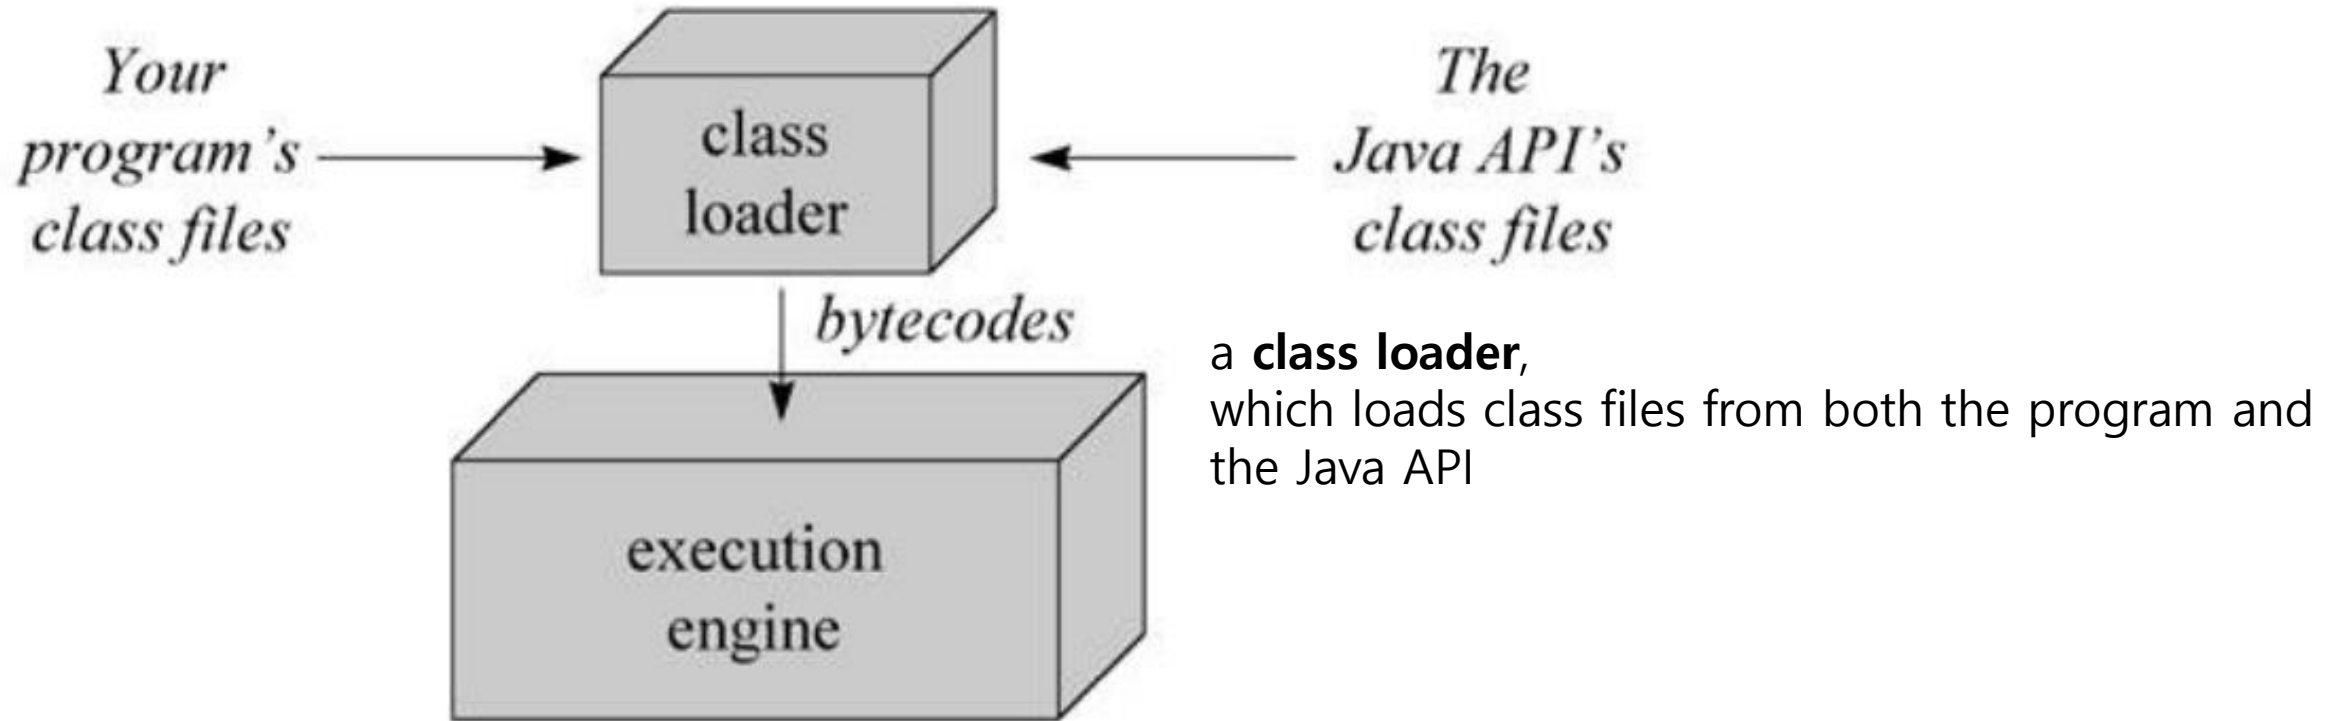 Your
program’s
class files
class
loader
The
Java API’s
class files
bytecodes
a class loader,
which loads class files from both the program and
the Java API
execution
engine